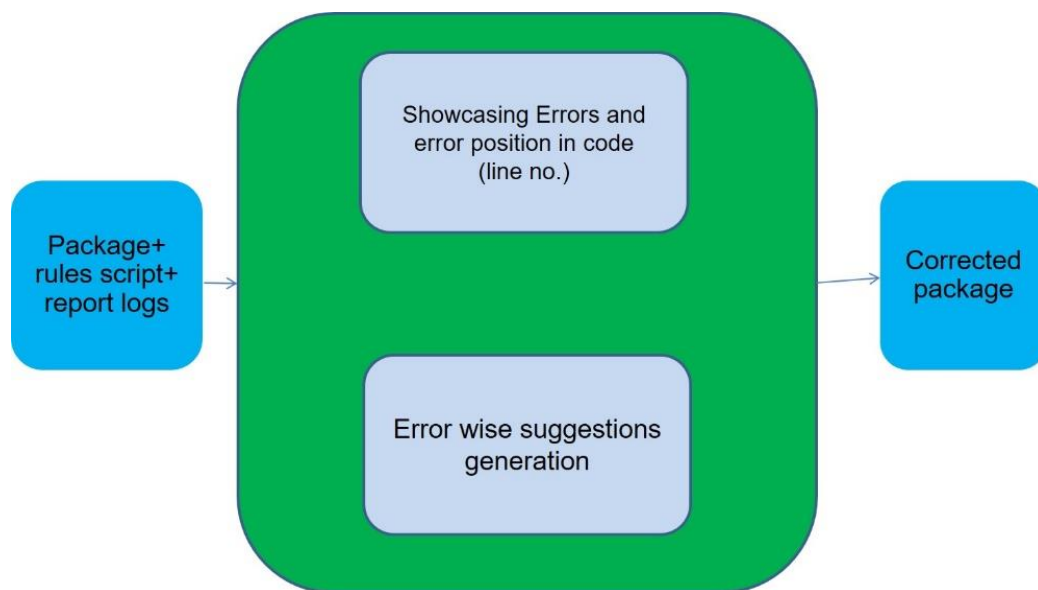 Showcasing Errors and
error position in code
(line no.)
Package+
rules script+
report logs
Corrected
package
Error wise suggestions
generation